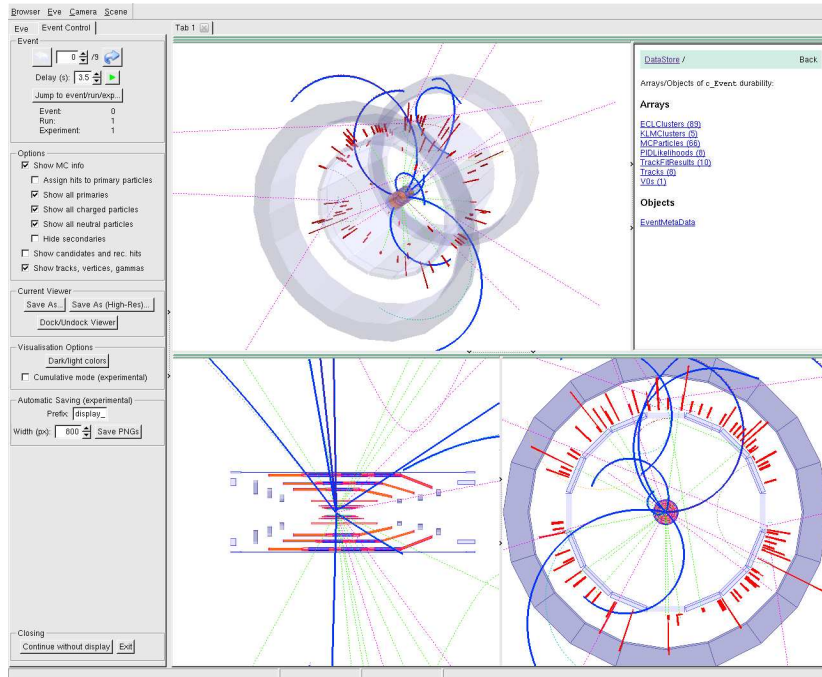 Browser Eve Camera Scene
Eve Event Control
Tab 1
Event
0 /9
Delay (s): 3.5
Jump to event/run/exp...
Event: 0
Run: 1
Experiment: 1
Options
Show MC info
Assign hits to primary particles
Show all primaries
Show all charged particles
Show all neutral particles
Hide secondaries
Show candidates and rec. hits
Show tracks, vertices, gammas
Current Viewer
Save As... Save As (High-Res)...
Dock/Undock Viewer
Visualisation Options
Dark/light colors
Cumulative mode (experimental)
Automatic Saving (experimental)
Prefix: display_
Width (px): 800 Save PNGs
Closing
Continue without display Exit
DataStore / Back
Arrays/Objects of c_Event durability:
Arrays
ECLClusters (89)
KLMClusters (5)
MCParticles (66)
PIDLikelihoods (8)
TrackFitResults (10)
Tracks (8)
V0s (1)
Objects
EventMetaData